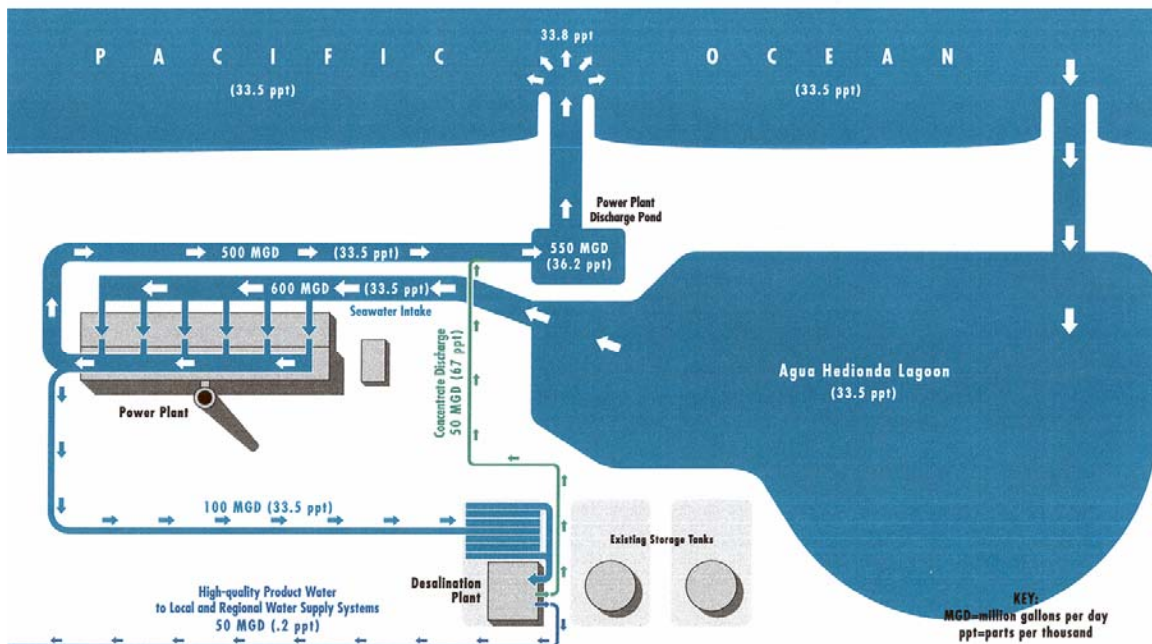 33.8 ppt
PACIFIC OCEAN
(33.5 ppt) (33.5 ppt)
Power Plant
Discharge Pond
500 MGD (33.5 ppt)
550 MGD
(36.2 ppt)
600 MGD (33.5 ppt)
Seawater Intake
Concentrate Discharge
50 MGD (67 ppt)
Agua Hedionda Lagoon
(33.5 ppt)
Power Plant
100 MGD (33.5 ppt)
Existing Storage Tanks
Desalination
Plant
High-quality Product Water
to Local and Regional Water Supply Systems
50 MGD (.2 ppt)
KEY:
MGD=million gallons per day
ppt=parts per thousand